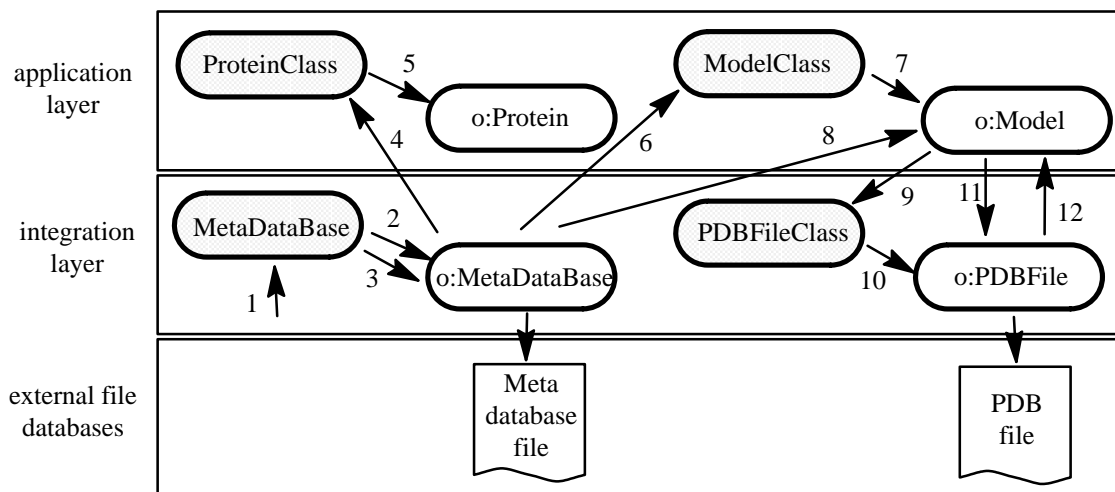 application
layer
ProteinClass
5
o:Protein
4
ModelClass
7
6
8
o:Model
integration
layer
MetaDataBase
2
3
1
o:MetaDataBase
9
11
12
PDBFileClass
10
o:PDBFile
external file
databases
Meta
database
file
PDB
file